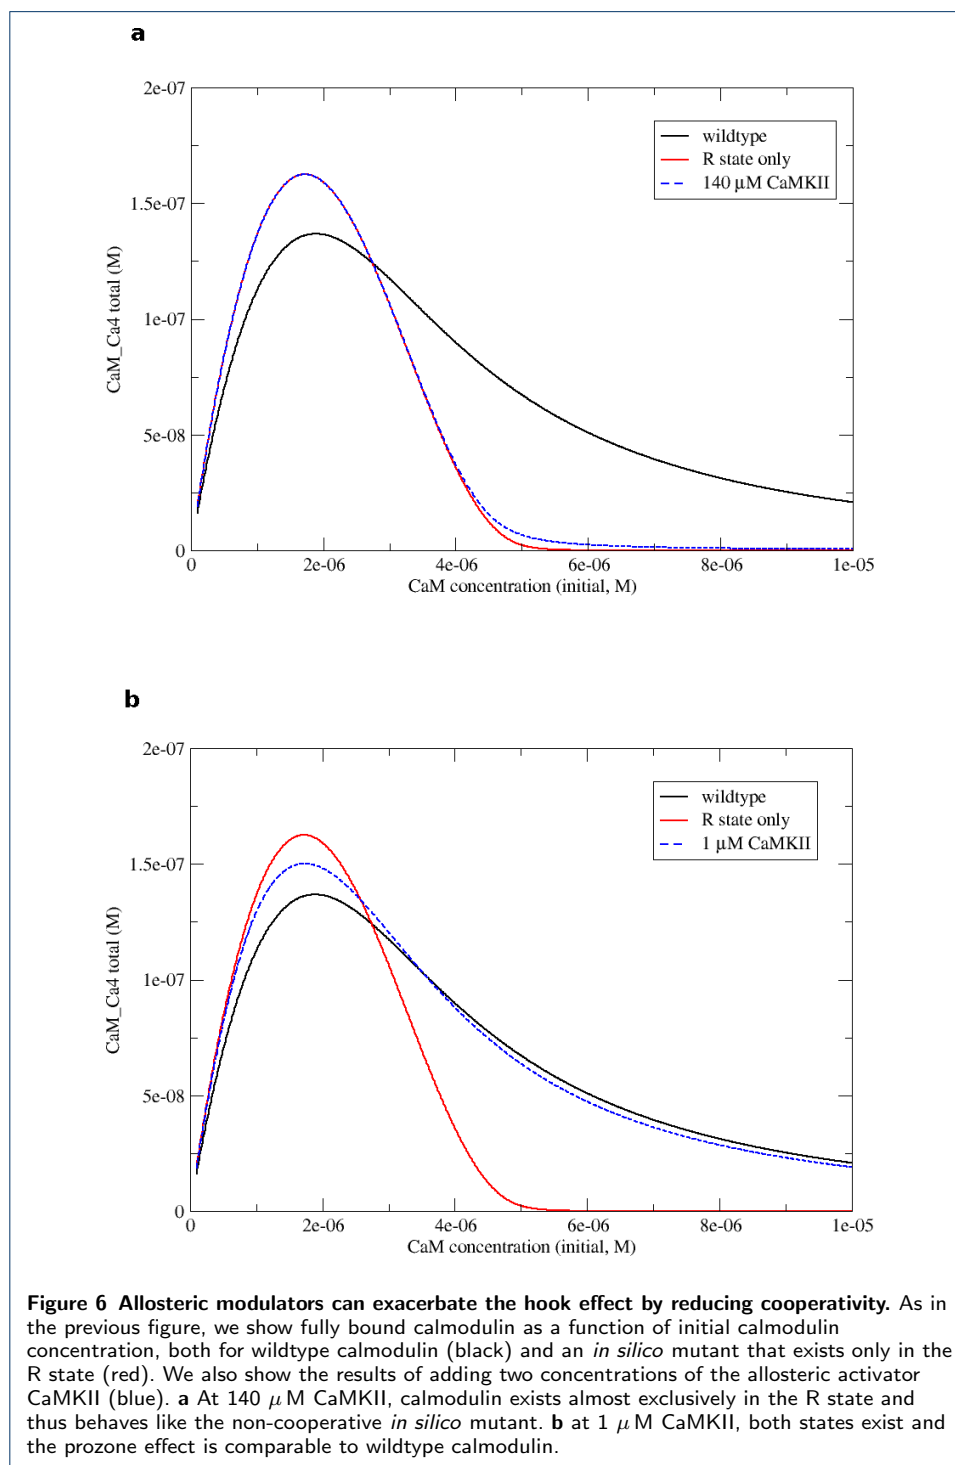 a
2e-07
1.5e-07
1e-07
5e-08
0
CaM_Ca4 total (M)
wildtype
R state only
140 μM CaMKII
0 2e-06 4e-06 6e-06 8e-06 1e-05
CaM concentration (initial, M)
b
2e-07
1.5e-07
1e-07
5e-08
0
CaM_Ca4 total (M)
wildtype
R state only
1 μM CaMKII
0 2e-06 4e-06 6e-06 8e-06 1e-05
CaM concentration (initial, M)
Figure 6 Allosteric modulators can exacerbate the hook effect by reducing cooperativity. As in
the previous figure, we show fully bound calmodulin as a function of initial calmodulin
concentration, both for wildtype calmodulin (black) and an in silico mutant that exists only in the
R state (red). We also show the results of adding two concentrations of the allosteric activator
CaMKII (blue). a At 140 μM CaMKII, calmodulin exists almost exclusively in the R state and
thus behaves like the non-cooperative in silico mutant. b at 1 μM CaMKII, both states exist and
the prozone effect is comparable to wildtype calmodulin.